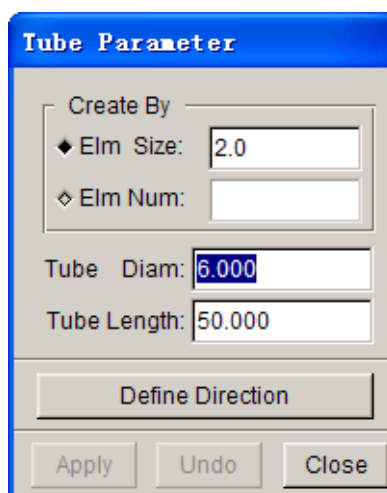 Tube Parameter
Create By
Elm Size: 2.0
Elm Num:
Tube Diam: 6.000
Tube Length: 50.000
Define Direction
Apply Undo Close